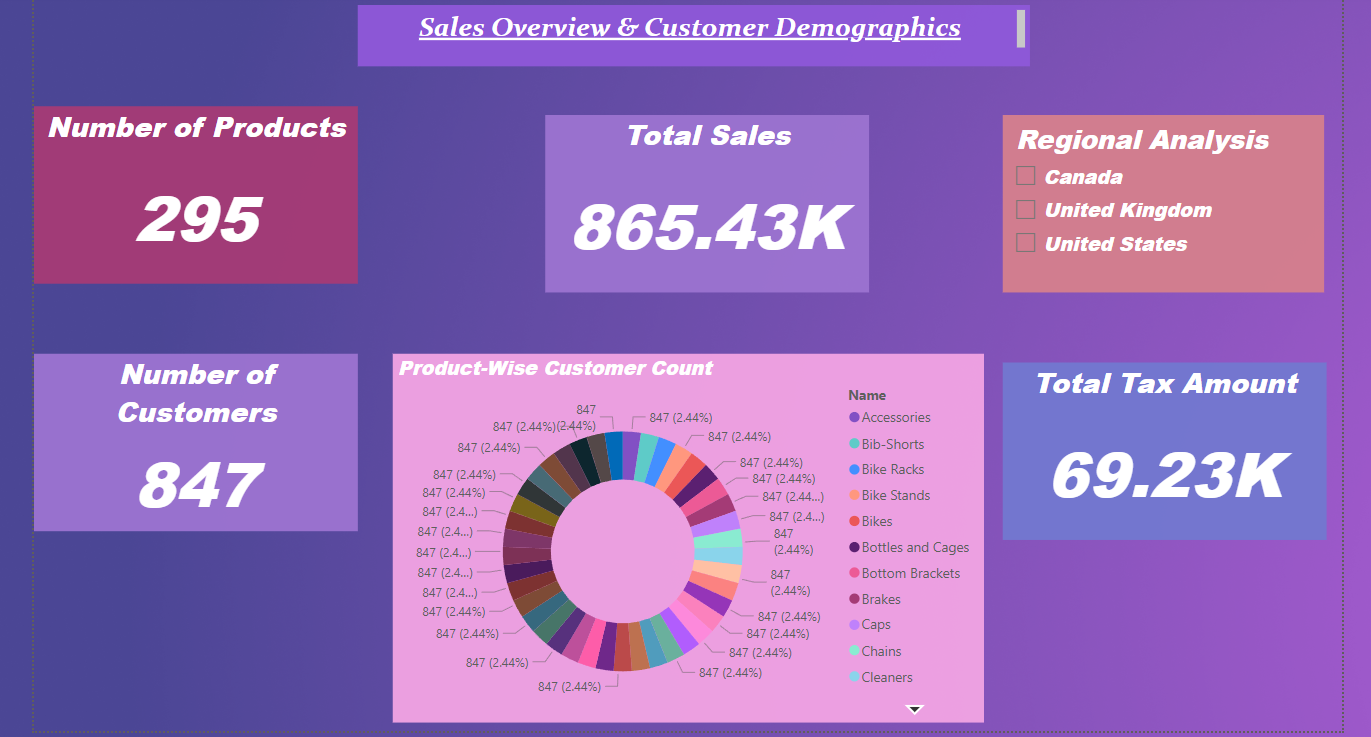 Sales Overview & Customer Demographics
Number of Products
295
Total Sales
865.43K
Regional Analysis
Canada
United Kingdom
United States
Number of
Customers
847
Product-Wise Customer Count
847
847 (2.44%)
(2.44%)
847 (2.44%)
847 (2.44%)
847 (2.44%)
847 (2.44%)
847 (2.44%)
847 (2.4...)
847 (2.4...)
847 (2.4...)
847 (2.4...)
847 (2.4...)
847 (2.44%)
847 (2.44%)
847 (2.44%)
847 (2.44%)
847 (2.44%)
847 (2.44%)
847 (2.44%)
847 (2.44%)
847 (2.44...)
847 (2.4...)
847
(2.44%)
847
(2.44%)
847 (2.44%)
847 (2.44%)
847 (2.44%)
847 (2.44%)
Name
Accessories
Bib-Shorts
Bike Racks
Bike Stands
Bikes
Bottles and Cages
Bottom Brackets
Brakes
Caps
Chains
Cleaners
Total Tax Amount
69.23K